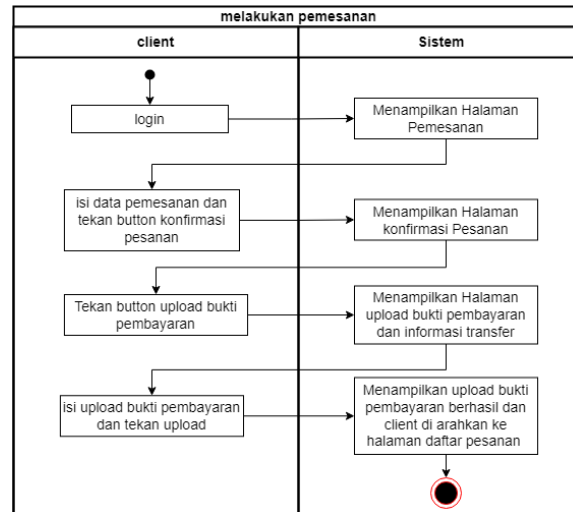 melakukan pemesanan
client
Sistem
login
Menampilkan Halaman
Pemesanan
isi data pemesanan dan
tekan button konfirmasi
pesanan
Menampilkan Halaman
konfirmasi Pesanan
Tekan button upload bukti
pembayaran
Menampilkan Halaman
upload bukti pembayaran
dan informasi transfer
isi upload bukti pembayaran
dan tekan upload
Menampilkan upload bukti
pembayaran berhasil dan
client di arahkan ke
halaman daftar pesanan